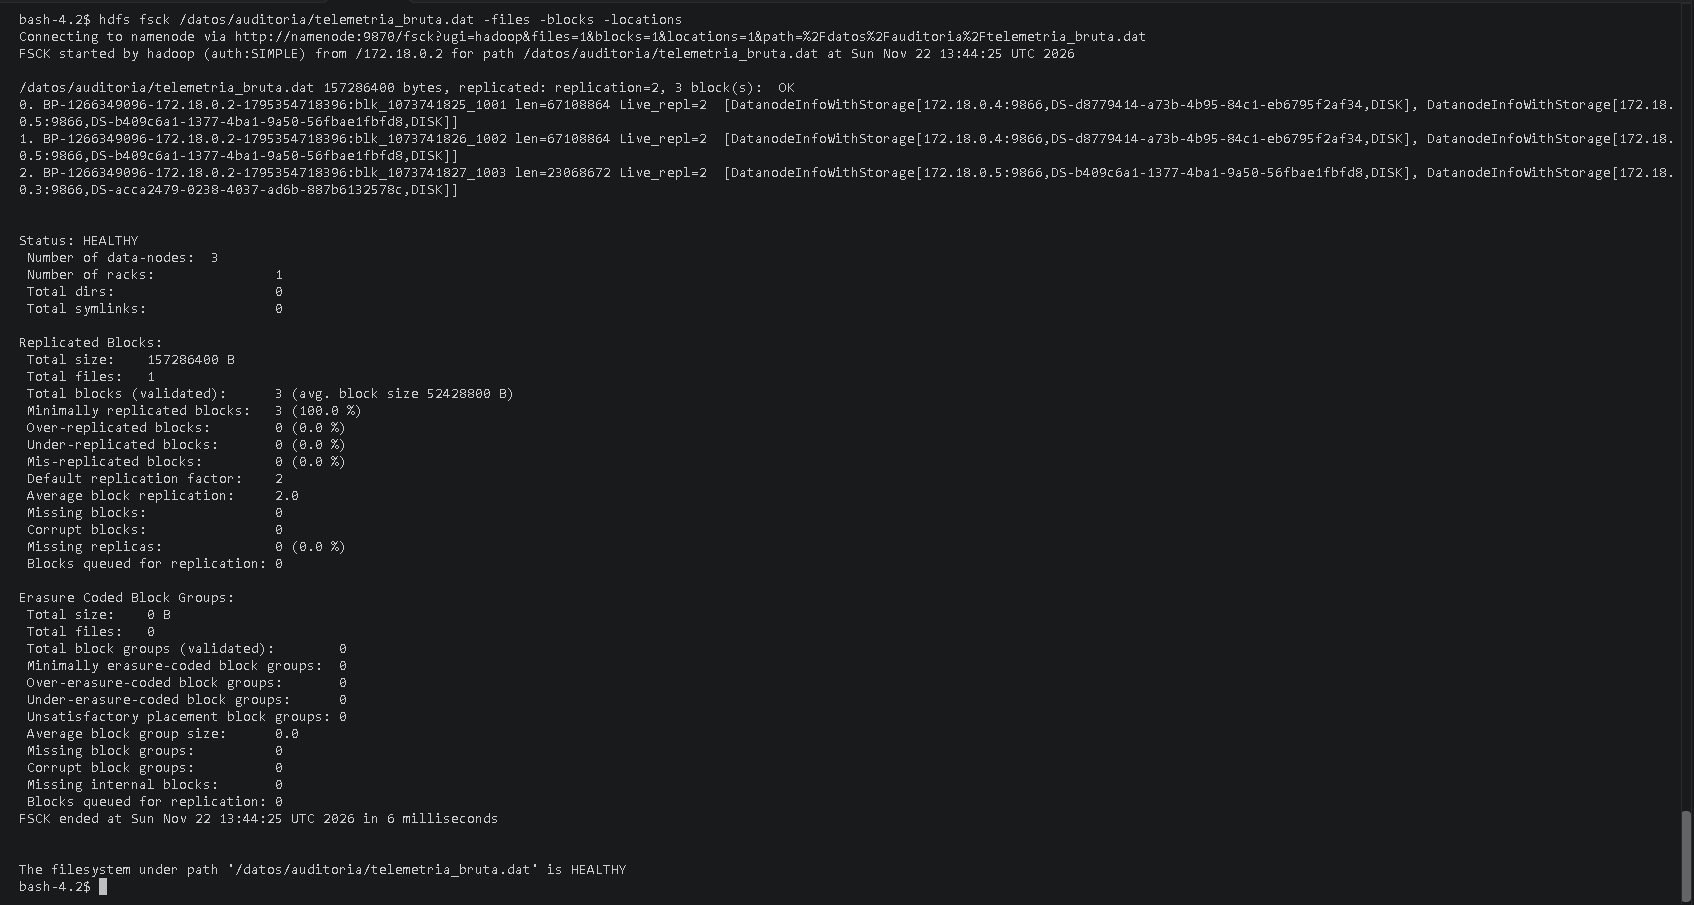 bash-4.2$ hdfs fsck /datos/auditoria/telemetria_bruta.dat -files -blocks -locations
Connecting to namenode via http://namenode:9870/fsck?ugi=hadoop&files=1&blocks=1&locations=1&path=%2Fdatos%2Fauditoria%2Ftelemetria_bruta.dat
FSCK started by hadoop (auth:SIMPLE) from /172.18.0.2 for path /datos/auditoria/telemetria_bruta.dat at Sun Nov 22 13:44:25 UTC 2026
/datos/auditoria/telemetria_bruta.dat 157286400 bytes, replicated: replication=2, 3 block(s):  OK
0. BP-1266349096-172.18.0.2-1795354718396:blk_1073741825_1001 len=67108864 Live_repl=2  [DatanodeInfoWithStorage[172.18.0.4:9866,DS-d8779414-a73b-4b95-84c1-eb6795f2af34,DISK], DatanodeInfoWithStorage[172.18.
0.5:9866,DS-b409c6a1-1377-4ba1-9a50-56fbae1fbfd8,DISK]]
1. BP-1266349096-172.18.0.2-1795354718396:blk_1073741826_1002 len=67108864 Live_repl=2  [DatanodeInfoWithStorage[172.18.0.4:9866,DS-d8779414-a73b-4b95-84c1-eb6795f2af34,DISK], DatanodeInfoWithStorage[172.18.
0.5:9866,DS-b409c6a1-1377-4ba1-9a50-56fbae1fbfd8,DISK]]
2. BP-1266349096-172.18.0.2-1795354718396:blk_1073741827_1003 len=23068672 Live_repl=2  [DatanodeInfoWithStorage[172.18.0.5:9866,DS-b409c6a1-1377-4ba1-9a50-56fbae1fbfd8,DISK], DatanodeInfoWithStorage[172.18.
0.3:9866,DS-acca2479-0238-4037-ad6b-887b6132578c,DISK]]
Status: HEALTHY
Number of data-nodes:  3
Number of racks: 1
Total dirs: 0
Total symlinks: 0
Replicated Blocks:
Total size: 157286400 B
Total files: 1
Total blocks (validated): 3 (avg. block size 52428800 B)
Minimally replicated blocks: 3 (100.0 %)
Over-replicated blocks: 0 (0.0 %)
Under-replicated blocks: 0 (0.0 %)
Mis-replicated blocks: 0 (0.0 %)
Default replication factor: 2
Average block replication: 2.0
Missing blocks: 0
Corrupt blocks: 0
Missing replicas: 0 (0.0 %)
Blocks queued for replication: 0
Erasure Coded Block Groups:
Total size: 0 B
Total files: 0
Total block groups (validated): 0
Minimally erasure-coded block groups: 0
Over-erasure-coded block groups: 0
Under-erasure-coded block groups: 0
Unsatisfactory placement block groups: 0
Average block group size: 0.0
Missing block groups: 0
Corrupt block groups: 0
Missing internal blocks: 0
Blocks queued for replication: 0
FSCK ended at Sun Nov 22 13:44:25 UTC 2026 in 6 milliseconds
The filesystem under path '/datos/auditoria/telemetria_bruta.dat' is HEALTHY
bash-4.2$